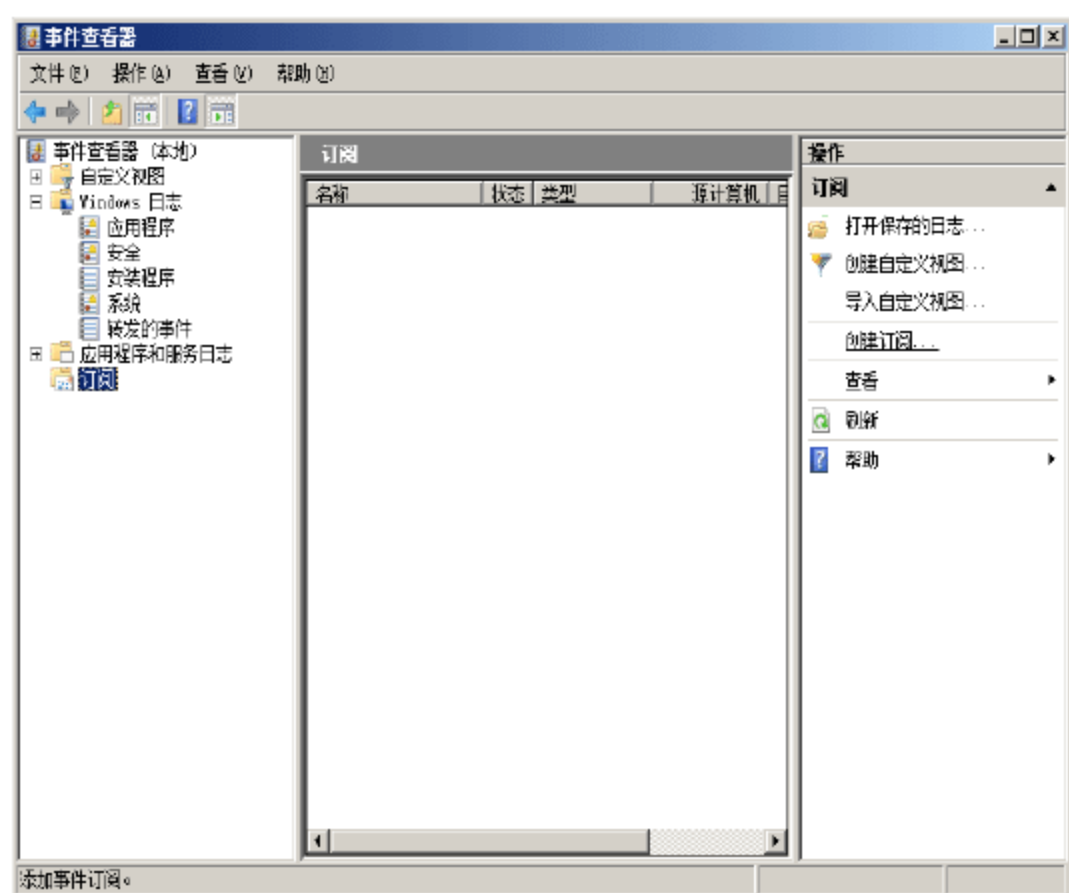 事件查看器
文件(F) 操作(A) 查看(V) 帮助(H)
事件查看器 (本地)
自定义视图
Windows 日志
应用程序
安全
安装程序
系统
转发的事件
应用程序和服务日志
订阅
订阅
名称 状态 类型 源计算机
操作
订阅
打开保存的日志...
创建自定义视图...
导入自定义视图...
创建订阅...
查看
刷新
帮助
添加事件订阅。